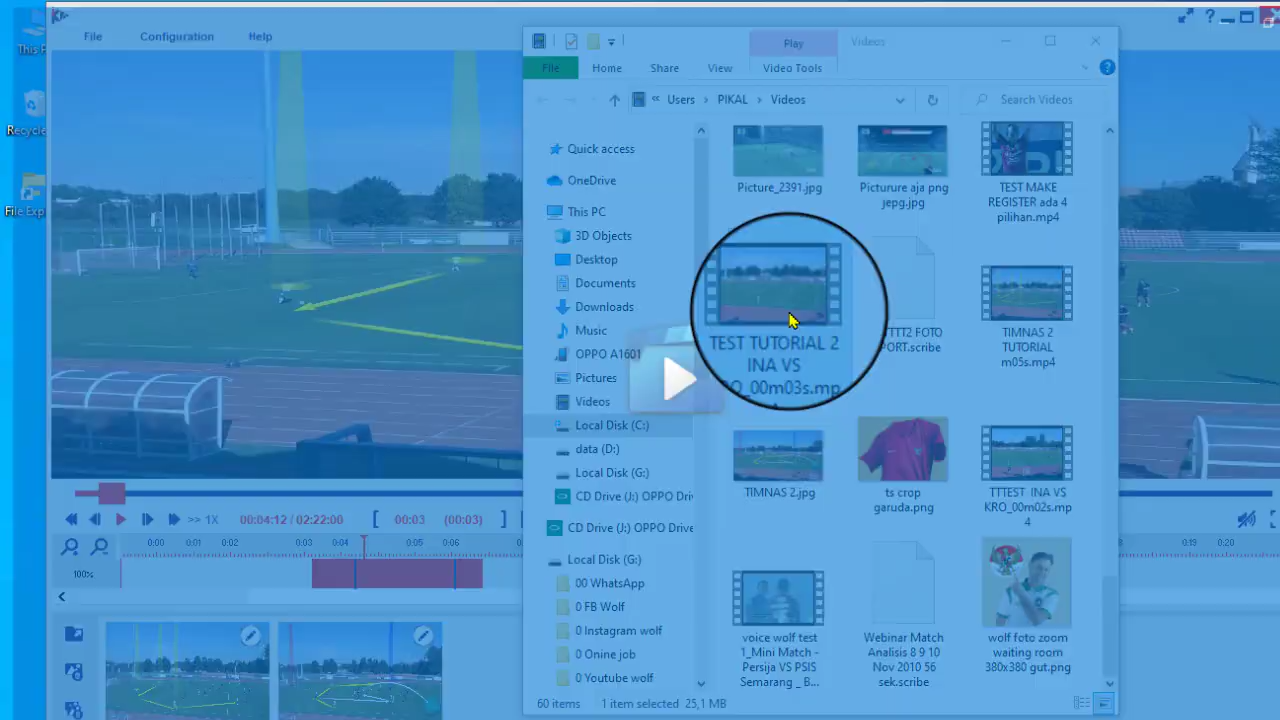 This P
File
Configuration
Help
Recycle
File Exp
Play
Videos
File
Home
Share
View
Video Tools
« Users > PIKAL > Videos
Search Videos
Quick access
OneDrive
This PC
3D Objects
Desktop
Documents
Downloads
Music
OPPO A1601
Pictures
Videos
Local Disk (C:)
data (D:)
Local Disk (G:)
CD Drive (J:) OPPO Driv
CD Drive (J:) OPPO Drive
Local Disk (G:)
00 WhatsApp
0 FB Wolf
0 Instagram wolf
0 Onine job
0 Youtube wolf
Picture_2391.jpg
Picturure aja png
jepg.jpg
TEST MAKE
REGISTER ada 4
pilihan.mp4
TEST TUTORIAL 2
INA VS
RO_00m03s.mp
TTT2 FOTO
PORT.scribe
TIMNAS 2
TUTORIAL
m05s.mp4
TIMNAS 2.jpg
ts crop
garuda.png
TTTEST INA VS
KRO_00m02s.mp
4
voice wolf test
1_Mini Match -
Persija VS PSIS
Semarang _ B...
Webinar Match
Analisis 8 9 10
Nov 2010 56
sek.scribe
wolf foto zoom
waiting room
380x380 gut.png
60 items
1 item selected 25,1 MB
>> 1X
00:04:12 / 02:22:00
[ 00:03 (00:03) ]
0:00
0:01
0:02
0:04
0:05
0:06
0:19
0:20
100%